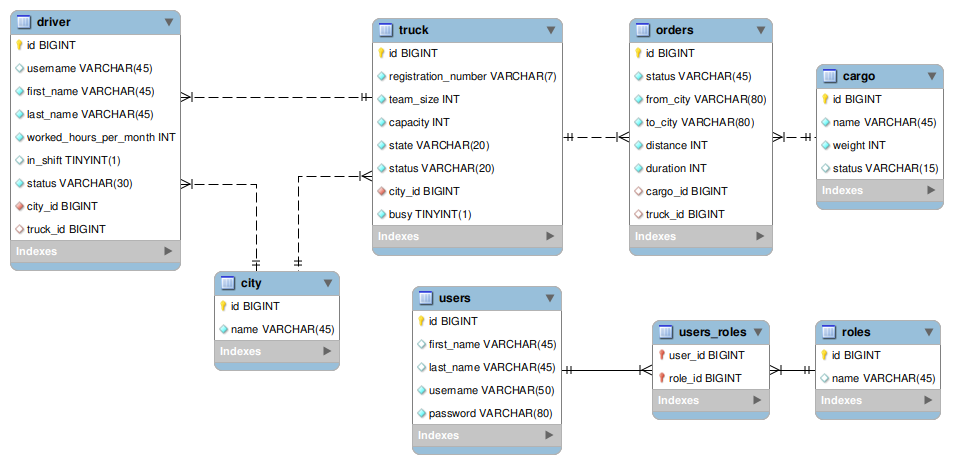 driver
id BIGINT
username VARCHAR(45)
first_name VARCHAR(45)
last_name VARCHAR(45)
worked_hours_per_month INT
in_shift TINYINT(1)
status VARCHAR(30)
city_id BIGINT
truck_id BIGINT
Indexes
truck
id BIGINT
registration_number VARCHAR(7)
team_size INT
capacity INT
state VARCHAR(20)
status VARCHAR(20)
city_id BIGINT
busy TINYINT(1)
Indexes
orders
id BIGINT
status VARCHAR(45)
from_city VARCHAR(80)
to_city VARCHAR(80)
distance INT
duration INT
cargo_id BIGINT
truck_id BIGINT
Indexes
cargo
id BIGINT
name VARCHAR(45)
weight INT
status VARCHAR(15)
Indexes
city
id BIGINT
name VARCHAR(45)
Indexes
users
id BIGINT
first_name VARCHAR(45)
last_name VARCHAR(45)
username VARCHAR(50)
password VARCHAR(80)
Indexes
users_roles
user_id BIGINT
role_id BIGINT
Indexes
roles
id BIGINT
name VARCHAR(45)
Indexes